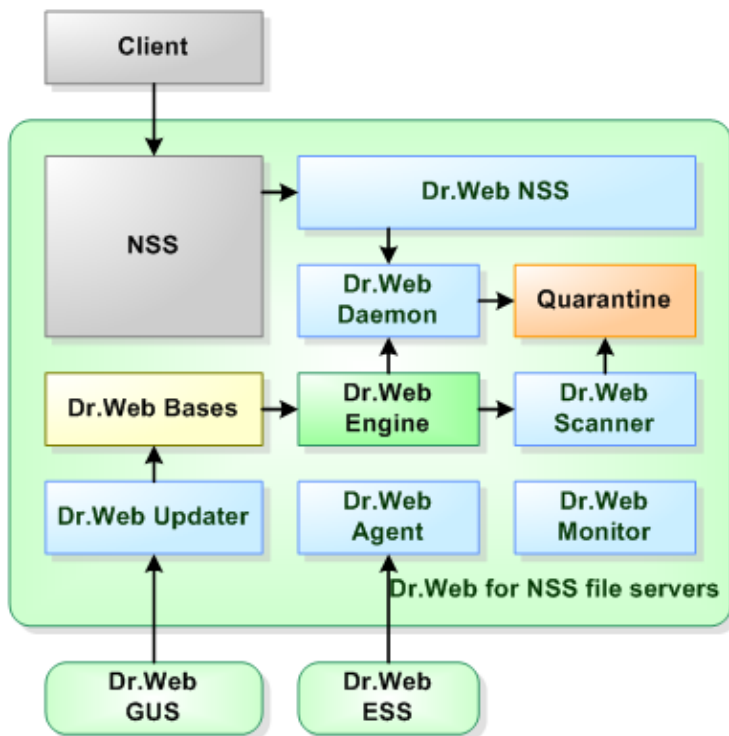 Client
NSS
Dr.Web NSS
Dr.Web
Daemon
Quarantine
Dr.Web Bases
Dr.Web
Engine
Dr.Web
Scanner
Dr.Web Updater
Dr.Web
Agent
Dr.Web
Monitor
Dr.Web for NSS file servers
Dr.Web
GUS
Dr.Web
ESS